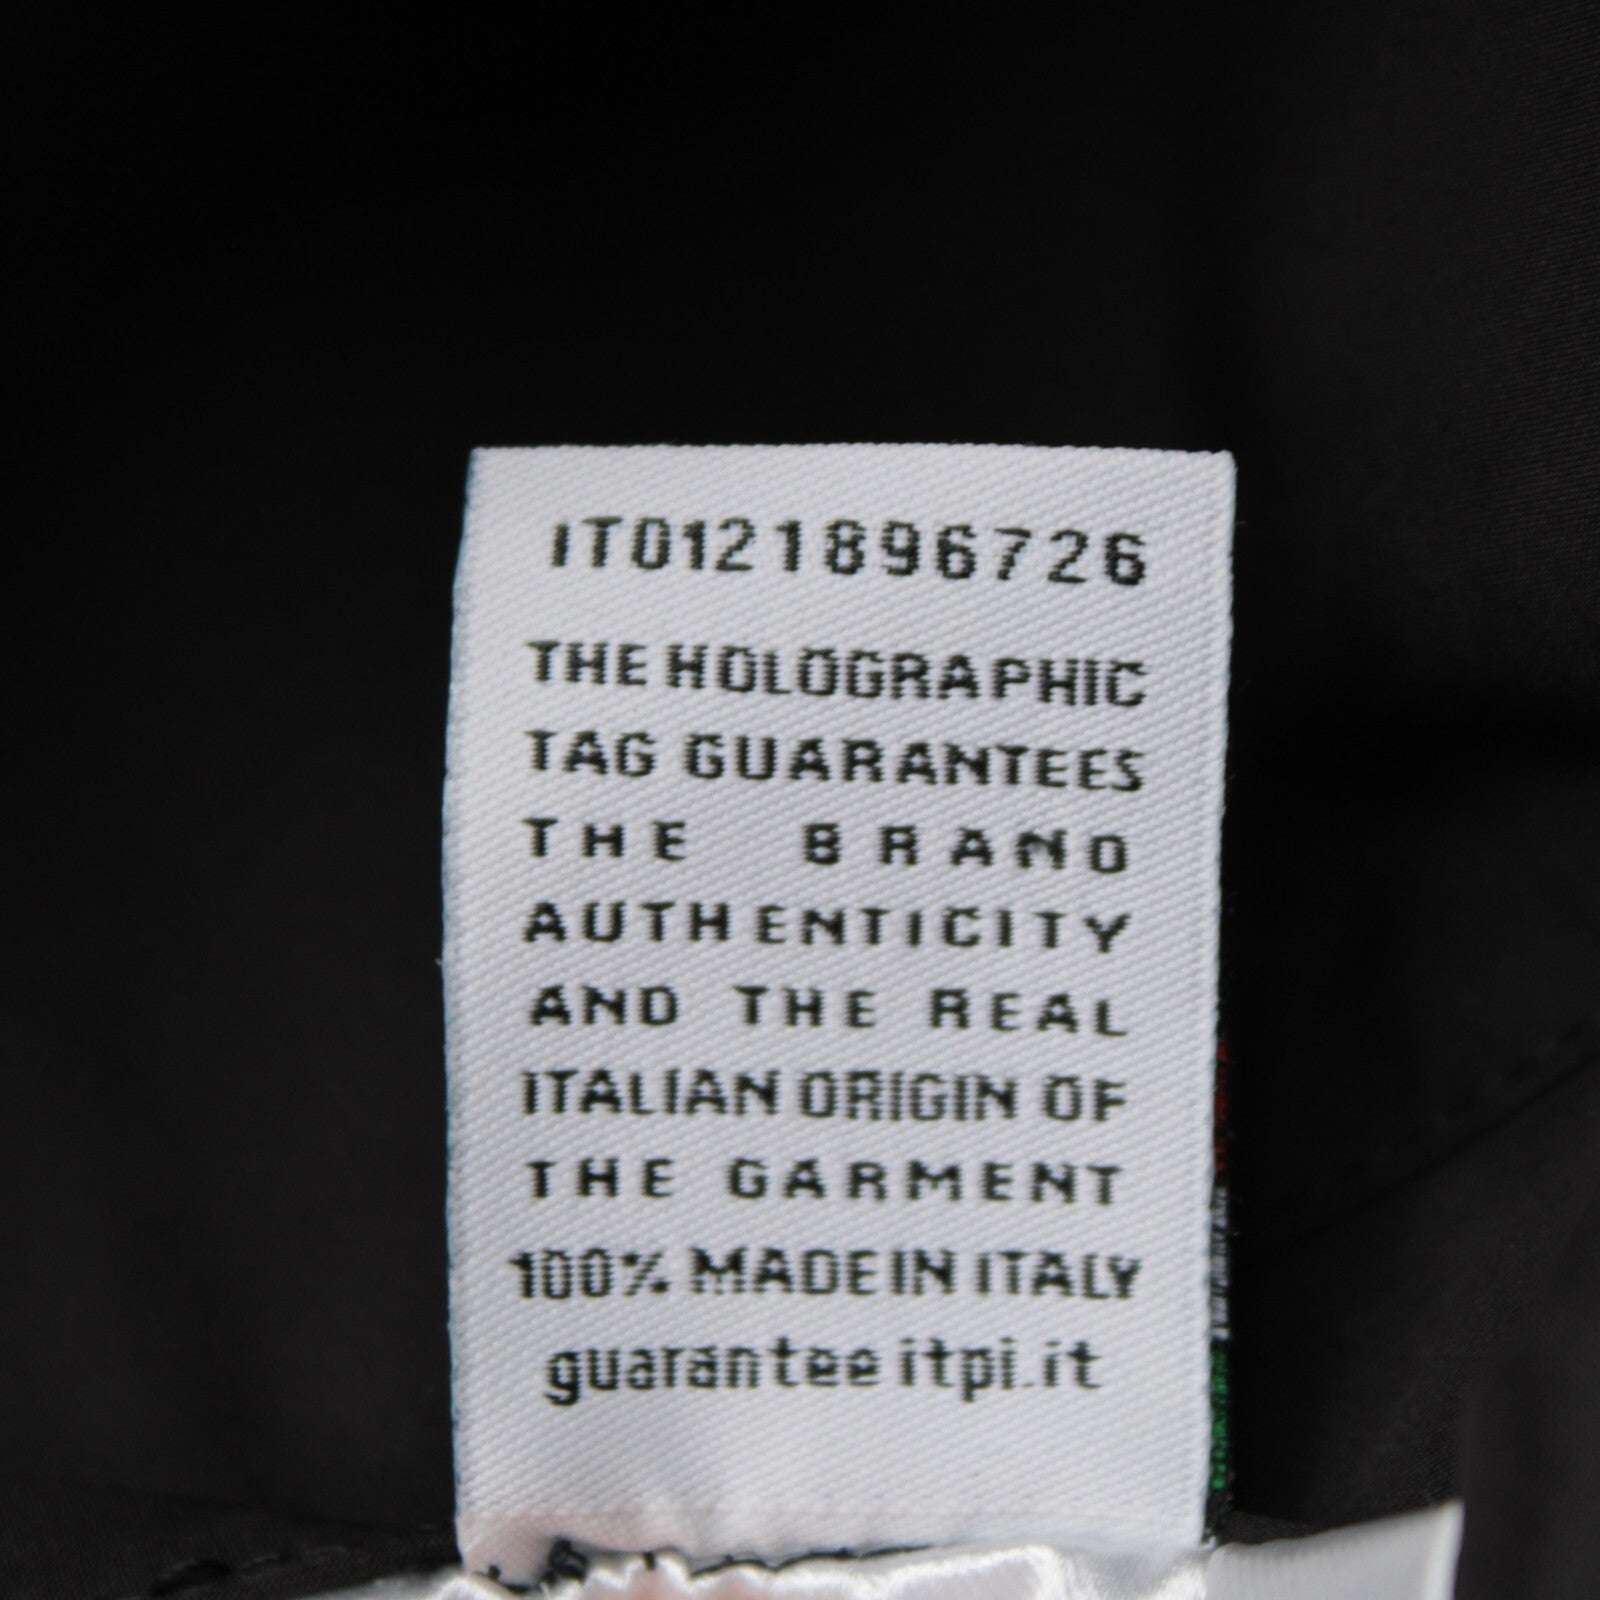 IT0121896726
THE HOLOGRAPHIC
TAG GUARANTEES
THE BRAND
AUTHENTICITY
AND THE REAL
ITALIAN ORIGIN OF
THE GARMENT
100% MADE IN ITALY
guarantee itpi.it